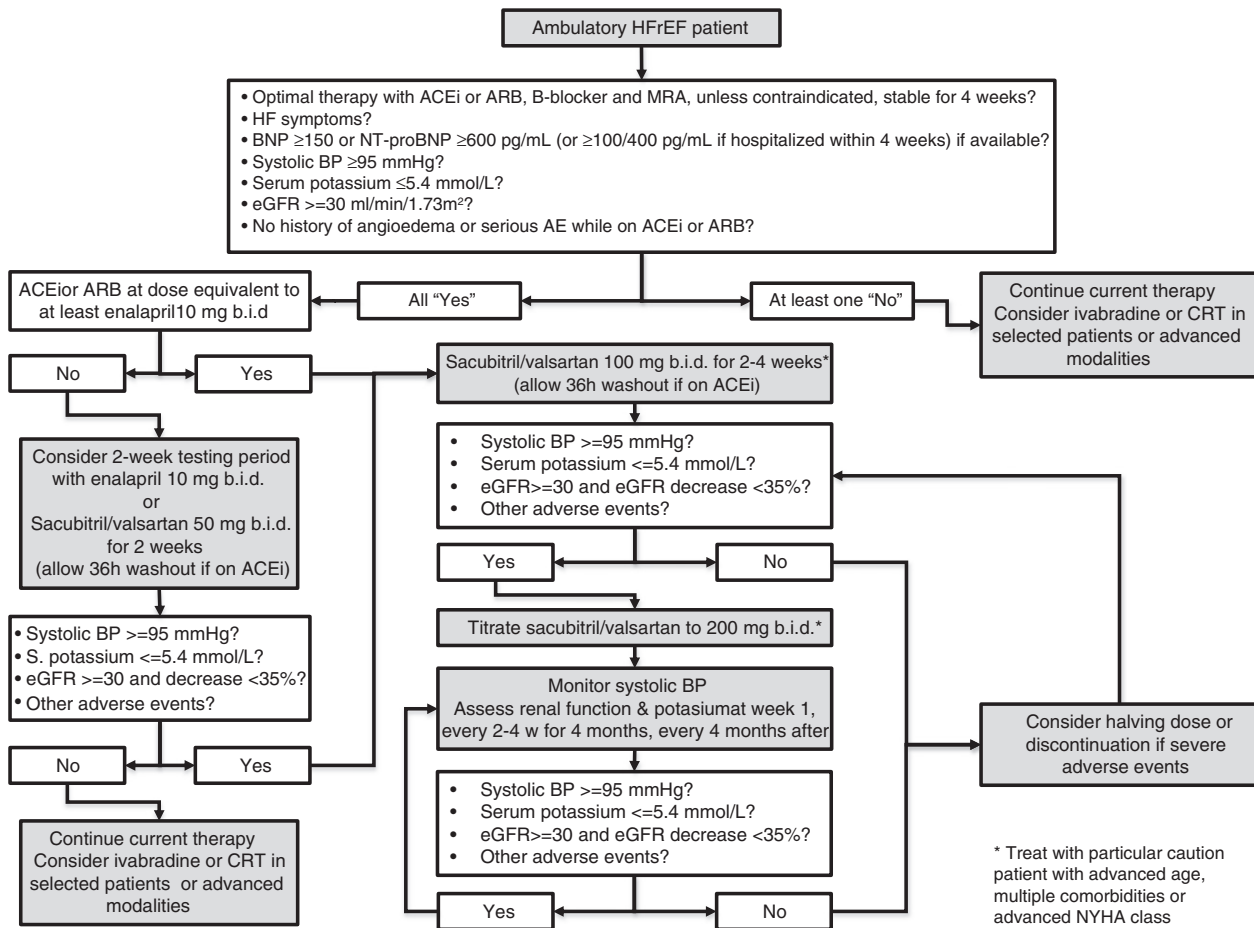 Ambulatory HFrEF patient
• Optimal therapy with ACEi or ARB, B-blocker and MRA, unless contraindicated, stable for 4 weeks?
• HF symptoms?
• BNP ≥150 or NT-proBNP ≥600 pg/mL (or ≥100/400 pg/mL if hospitalized within 4 weeks) if available?
• Systolic BP ≥95 mmHg?
• Serum potassium ≤5.4 mmol/L?
• eGFR >=30 ml/min/1.73m²?
• No history of angioedema or serious AE while on ACEi or ARB?
ACEior ARB at dose equivalent to
at least enalapril10 mg b.i.d
All “Yes”
At least one “No”
Continue current therapy
Consider ivabradine or CRT in
selected patients or advanced
modalities
No
Yes
Consider 2-week testing period
with enalapril 10 mg b.i.d.
or
Sacubitril/valsartan 50 mg b.i.d.
for 2 weeks
(allow 36h washout if on ACEi)
• Systolic BP >=95 mmHg?
• S. potassium <=5.4 mmol/L?
• eGFR >=30 and decrease <35%?
• Other adverse events?
No
Yes
Continue current therapy
Consider ivabradine or CRT in
selected patients or advanced
modalities
Sacubitril/valsartan 100 mg b.i.d. for 2-4 weeks*
(allow 36h washout if on ACEi)
• Systolic BP >=95 mmHg?
• Serum potassium <=5.4 mmol/L?
• eGFR>=30 and eGFR decrease <35%?
• Other adverse events?
Yes
No
Titrate sacubitril/valsartan to 200 mg b.i.d.*
Monitor systolic BP
Assess renal function & potasiumat week 1,
every 2-4 w for 4 months, every 4 months after
• Systolic BP >=95 mmHg?
• Serum potassium <=5.4 mmol/L?
• eGFR>=30 and eGFR decrease <35%?
• Other adverse events?
Yes
No
Consider halving dose or
discontinuation if severe
adverse events
* Treat with particular caution
patient with advanced age,
multiple comorbidities or
advanced NYHA class